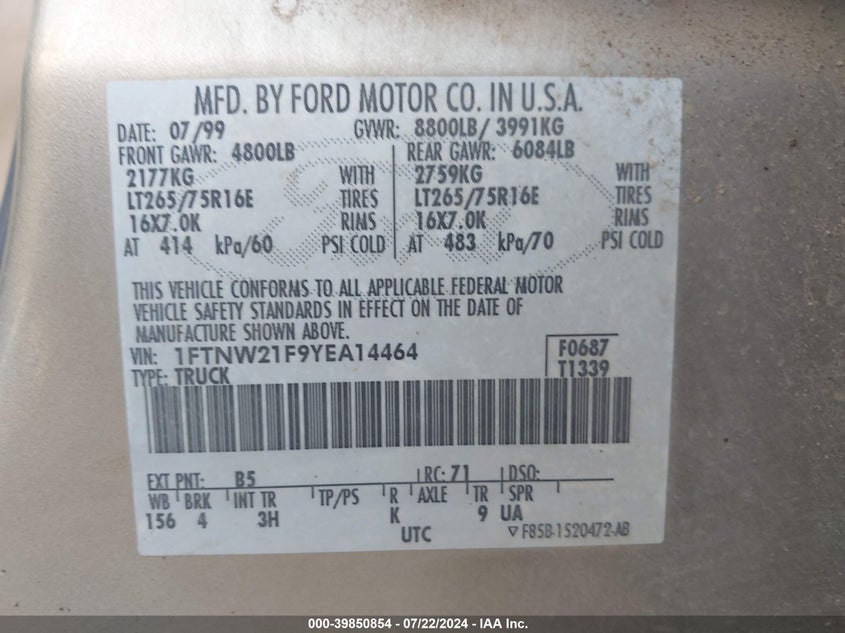 MFD. BY FORD MOTOR CO. IN U.S.A.
DATE: 07/99 GVWR: 8800LB/ 3991KG
FRONT GAWR: 4800LB REAR GAWR: 6084LB
2177KG WITH 2759KG WITH
LT265/75R16E TIRES LT265/75R16E TIRES
16X7.0K RIMS 16X7.0K RIMS
AT 414 kPa/60 PSI COLD AT 483 kPa/70 PSI COLD
THIS VEHICLE CONFORMS TO ALL APPLICABLE FEDERAL MOTOR
VEHICLE SAFETY STANDARDS IN EFFECT ON THE DATE OF
MANUFACTURE SHOWN ABOVE.
VIN: 1FTNW21F9YEA14464 F0687
TYPE: TRUCK T1339
EXT PNT: B5 RC: 71 DSO:
WB BRK INT TR TP/PS R AXLE TR SPR
156 4 3H K 9 UA
UTC F85B-1520472-AB
000-39850854 / 07/22/2024 - IAA Inc.